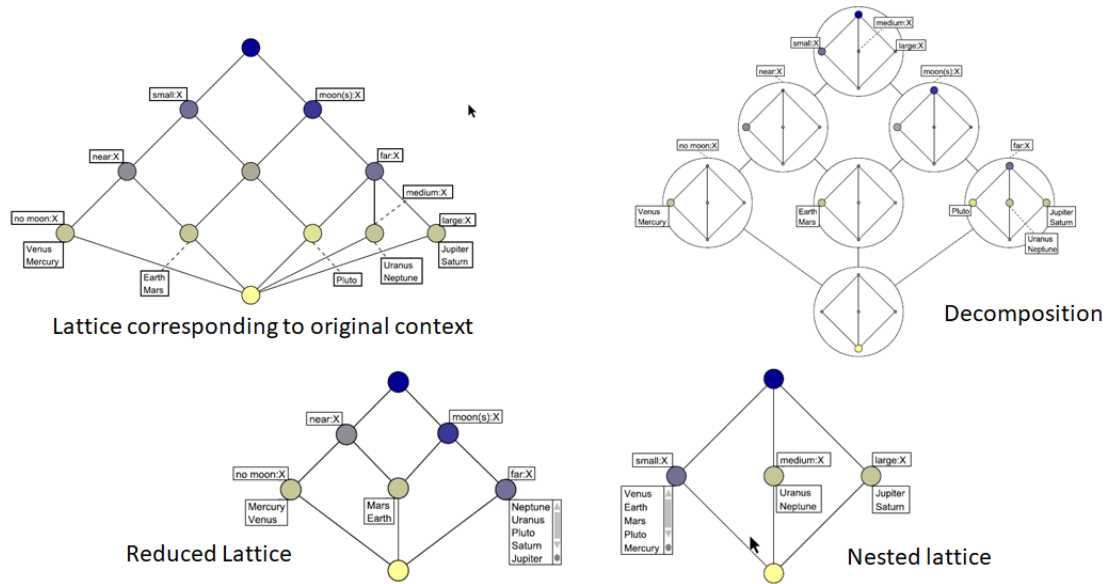 small:X
moon(s):X
near:X
far:X
medium:X
no moon:X
large:X
Venus
Mercury
Earth
Mars
Pluto
Uranus
Neptune
Jupiter
Saturn
Lattice corresponding to original context
medium:X
small:X
large:X
near:X
moon(s):X
no moon:X
far:X
Venus
Mercury
Earth
Mars
Pluto
Jupiter
Saturn
Uranus
Neptune
Decomposition
near:X
moon(s):X
no moon:X
far:X
Mercury
Venus
Mars
Earth
Neptune
Uranus
Pluto
Saturn
Jupiter
Reduced Lattice
small:X
medium:X
large:X
Venus
Earth
Mars
Pluto
Mercury
Uranus
Neptune
Jupiter
Saturn
Nested lattice